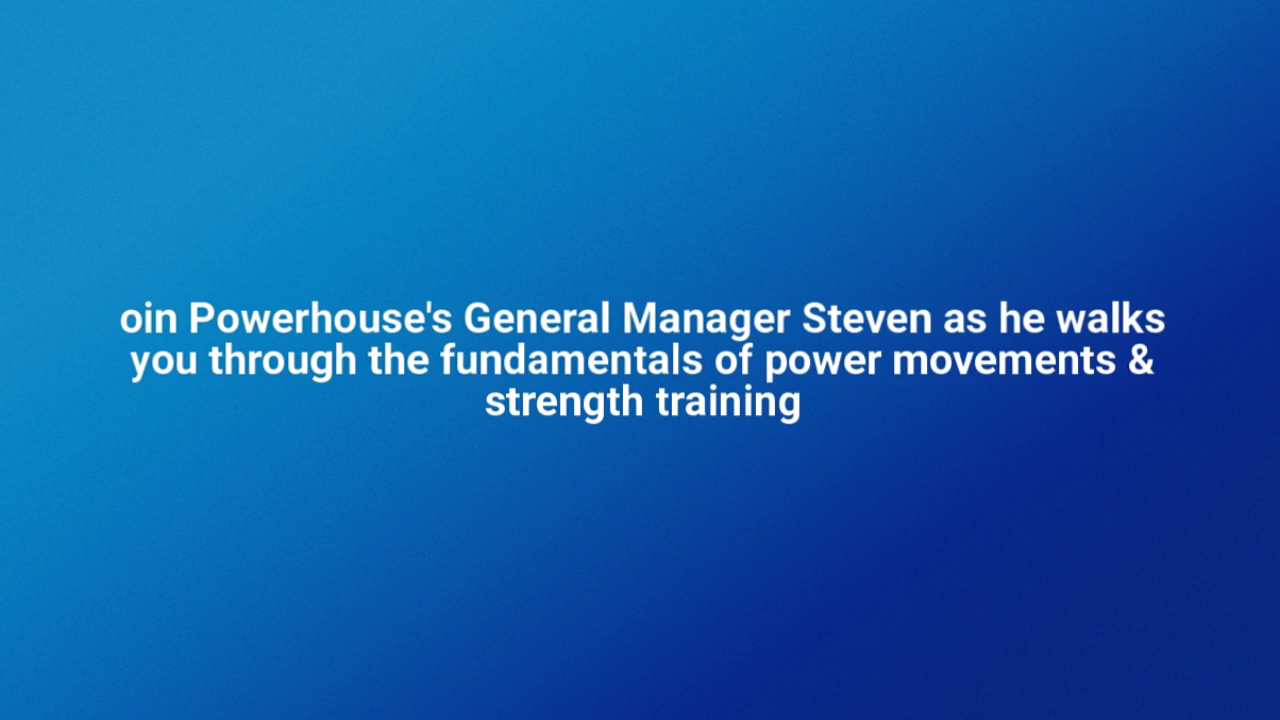 oin Powerhouse's General Manager Steven as he walks
you through the fundamentals of power movements &
strength training